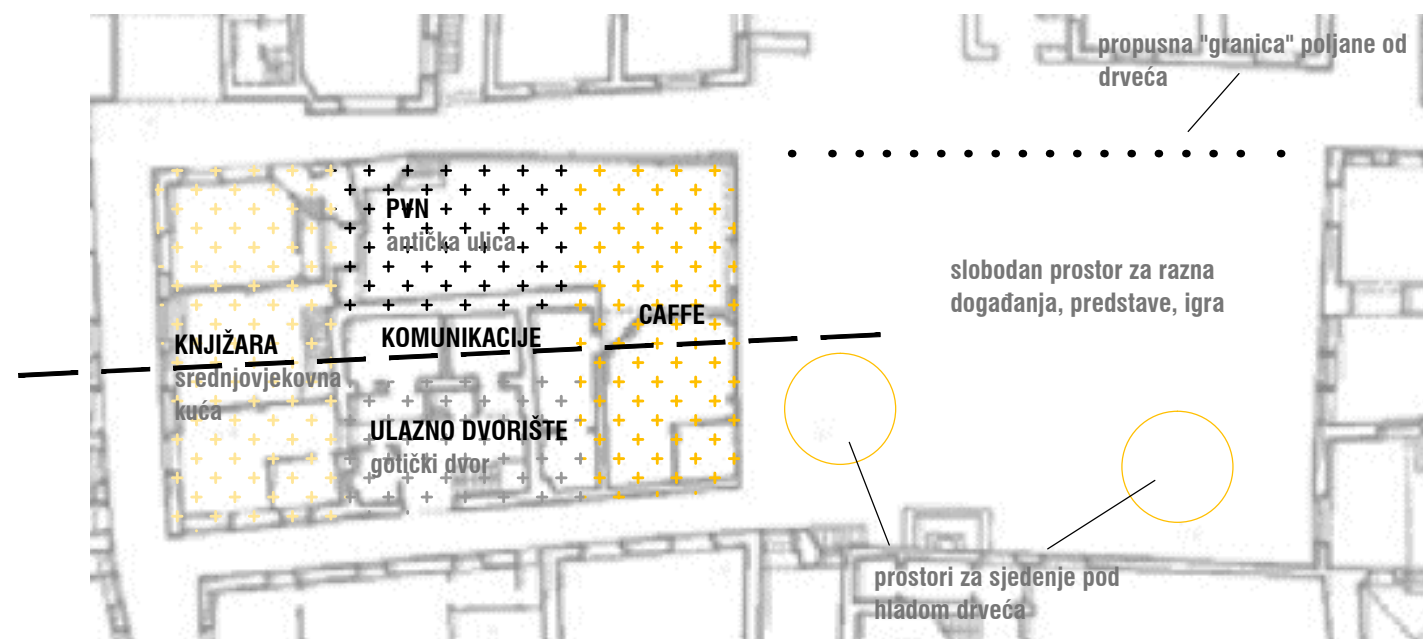 propusna "granica" poljane od
drveća
PVN
antička ulica
slobodan prostor za razna
događanja, predstave, igra
CAFFE
KOMUNIKACIJE
KNJIŽARA
srednjovjekovna
kuća
ULAZNO DVORIŠTE
gotički dvor
prostori za sjedenje pod
hladom drveća